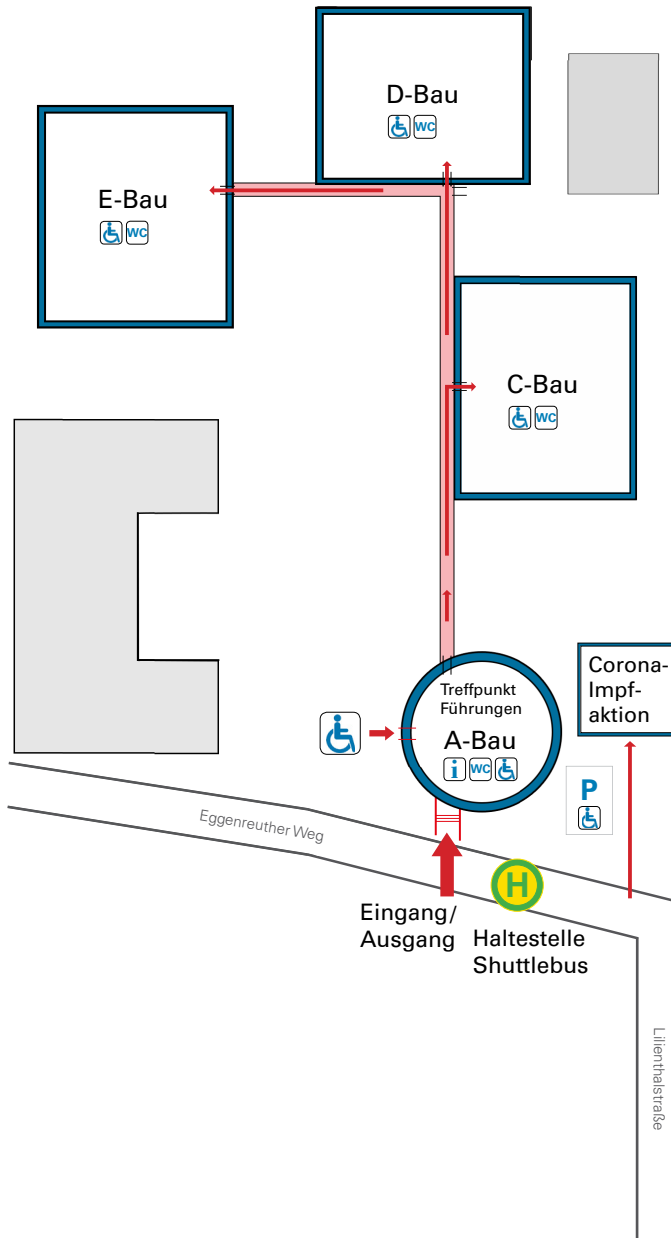 D-Bau
WC
E-Bau
WC
C-Bau
WC
Treffpunkt
Führungen
A-Bau
i WC
Corona-
Impf-
aktion
P
Eggenreuther Weg
H
Eingang/
Ausgang
Haltestelle
Shuttlebus
Lilienthalstraße